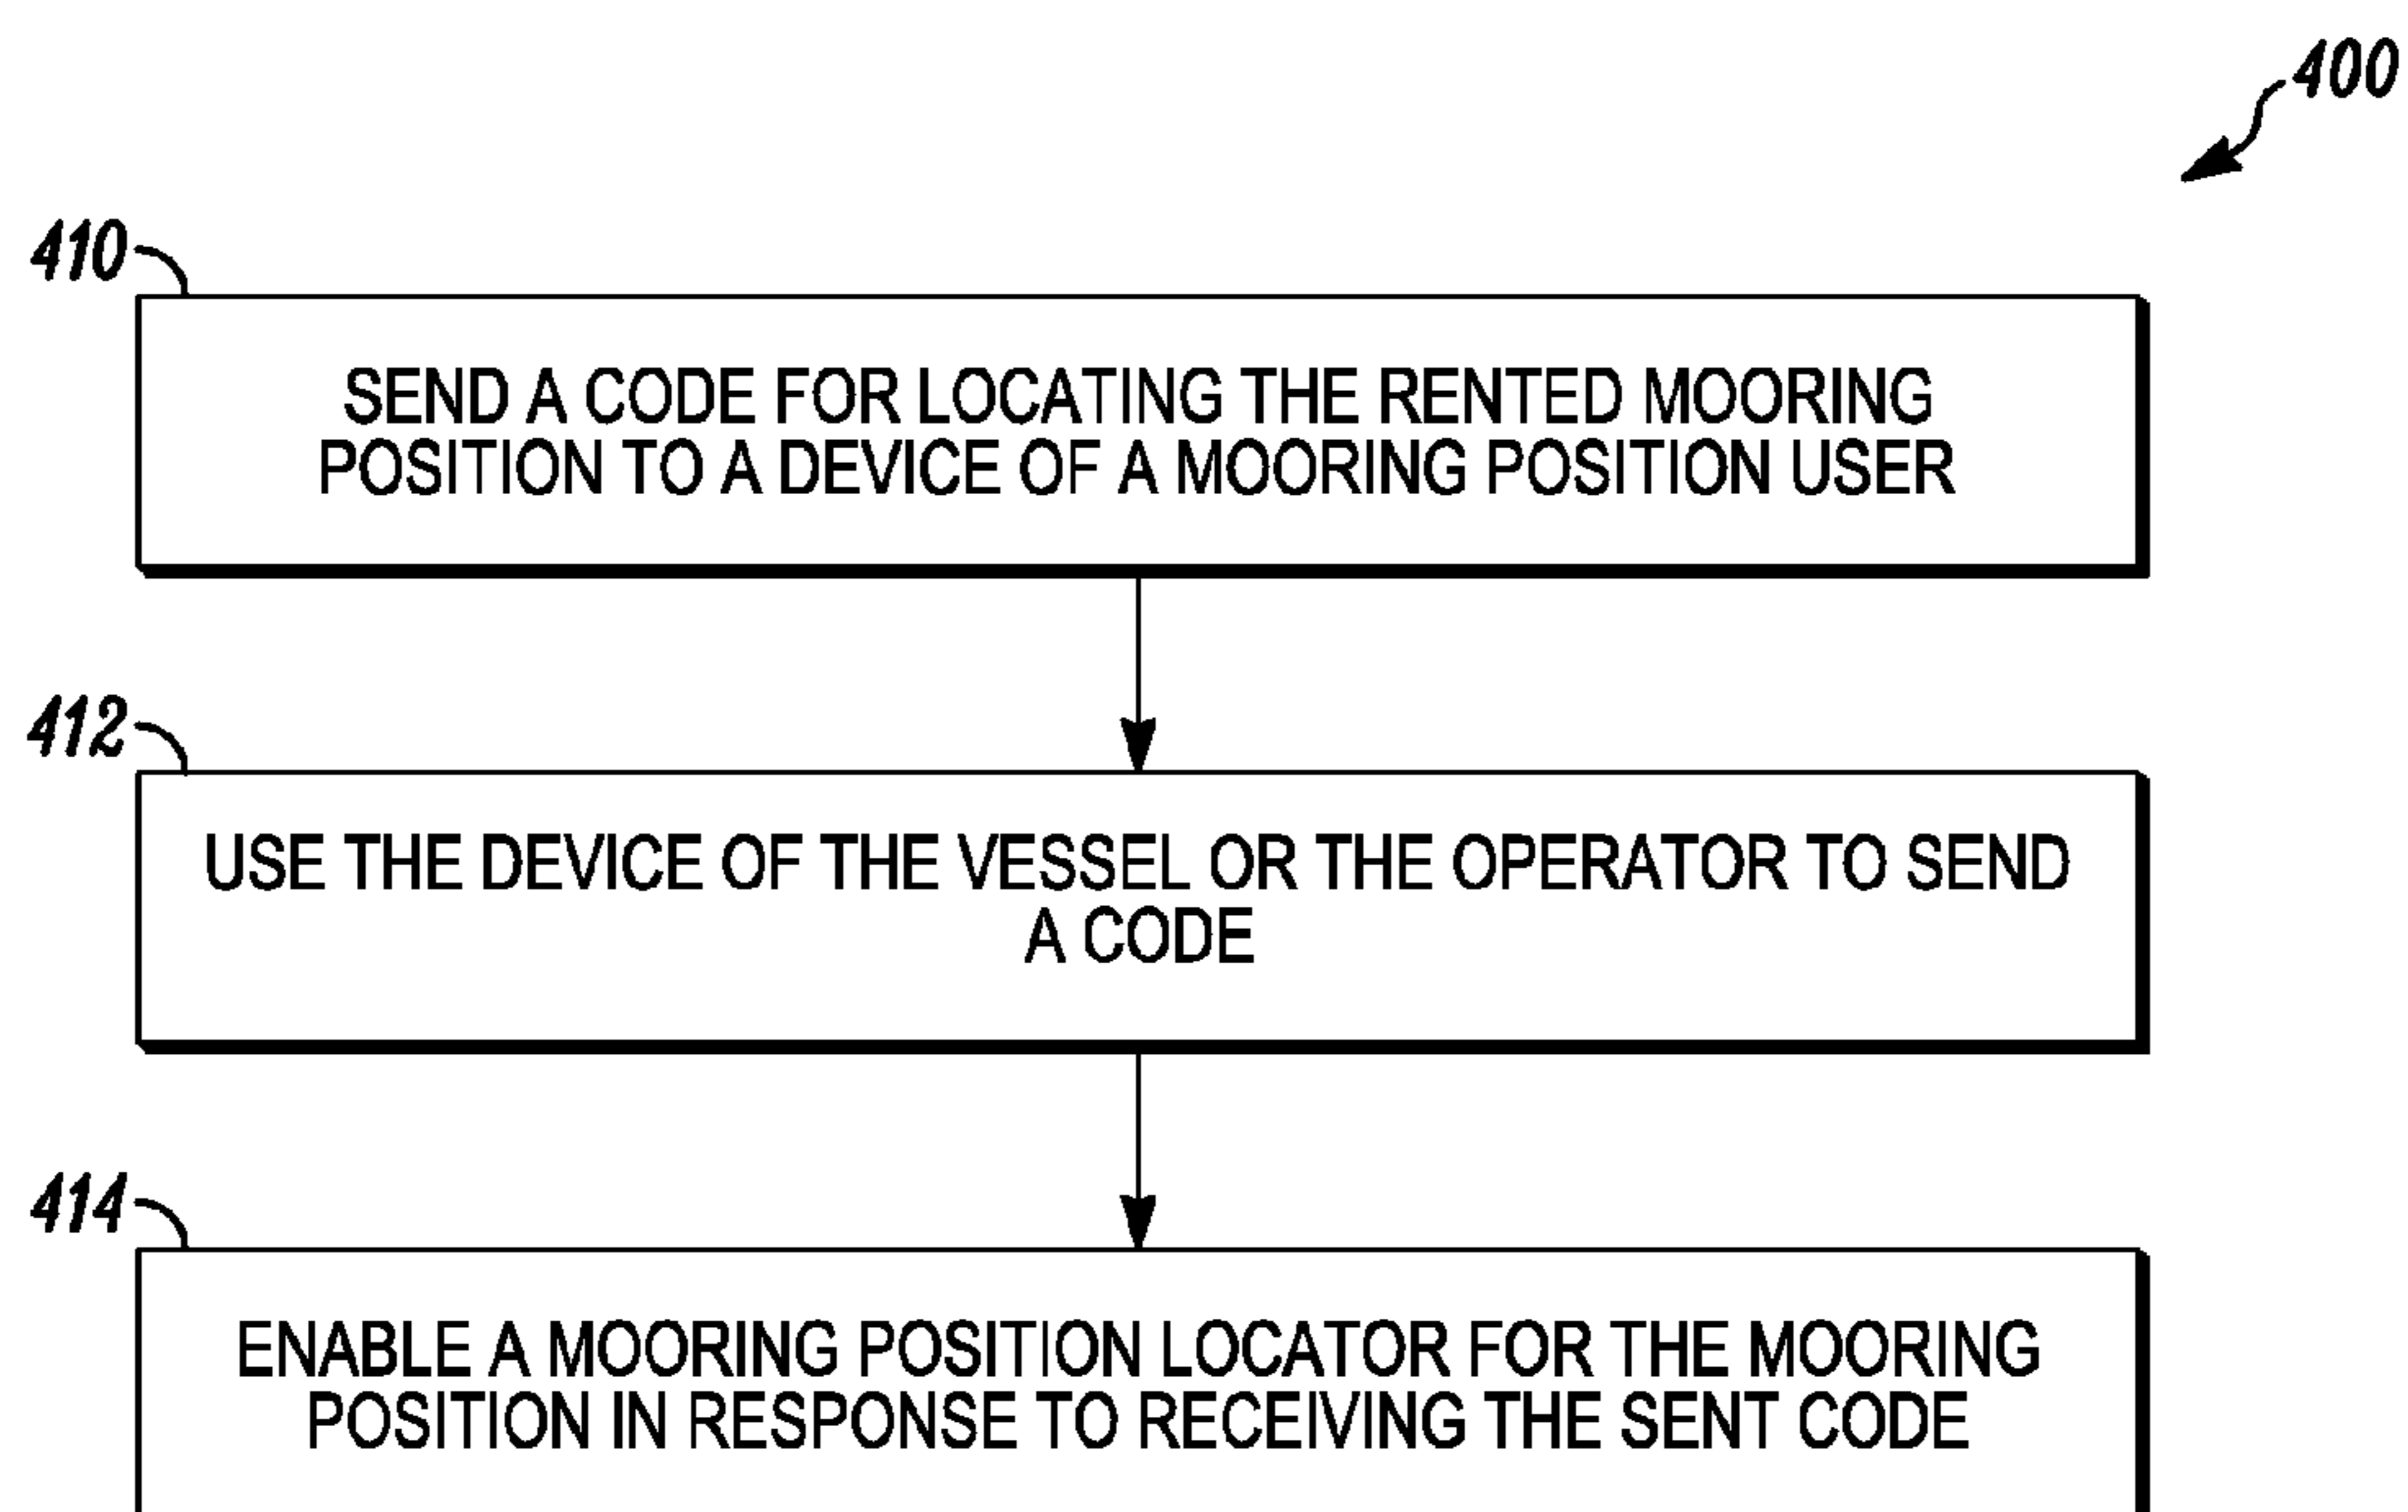 400
410
SEND A CODE FOR LOCATING THE RENTED MOORING
POSITION TO A DEVICE OF A MOORING POSITION USER
412
USE THE DEVICE OF THE VESSEL OR THE OPERATOR TO SEND
A CODE
414
ENABLE A MOORING POSITION LOCATOR FOR THE MOORING
POSITION IN RESPONSE TO RECEIVING THE SENT CODE